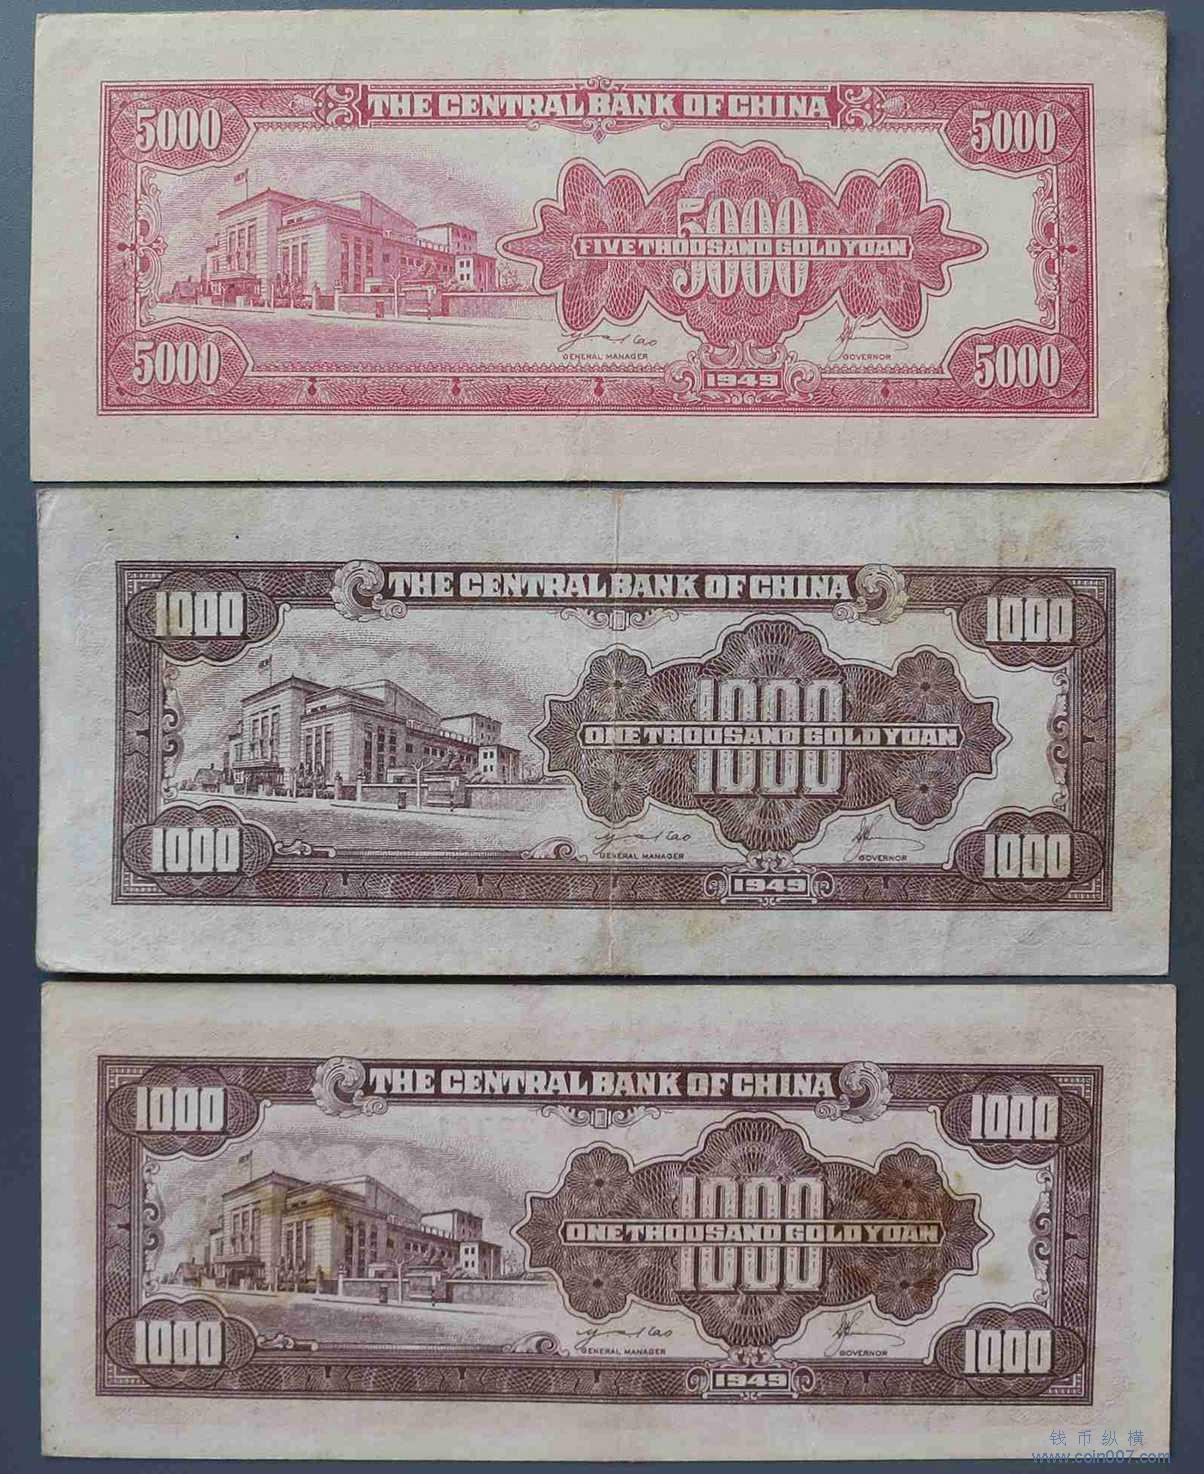 THE CENTRAL BANK OF CHINA
5000 5000
5000
FIVE THOUSAND GOLD YUAN
GENERAL MANAGER GOVERNOR
5000 5000
1949
THE CENTRAL BANK OF CHINA
1000 1000
1000
ONE THOUSAND GOLD YUAN
GENERAL MANAGER GOVERNOR
1000 1000
1949
THE CENTRAL BANK OF CHINA
1000 1000
1000
ONE THOUSAND GOLD YUAN
GENERAL MANAGER GOVERNOR
1000 1000
1949
钱币纵横
www.coin007.com